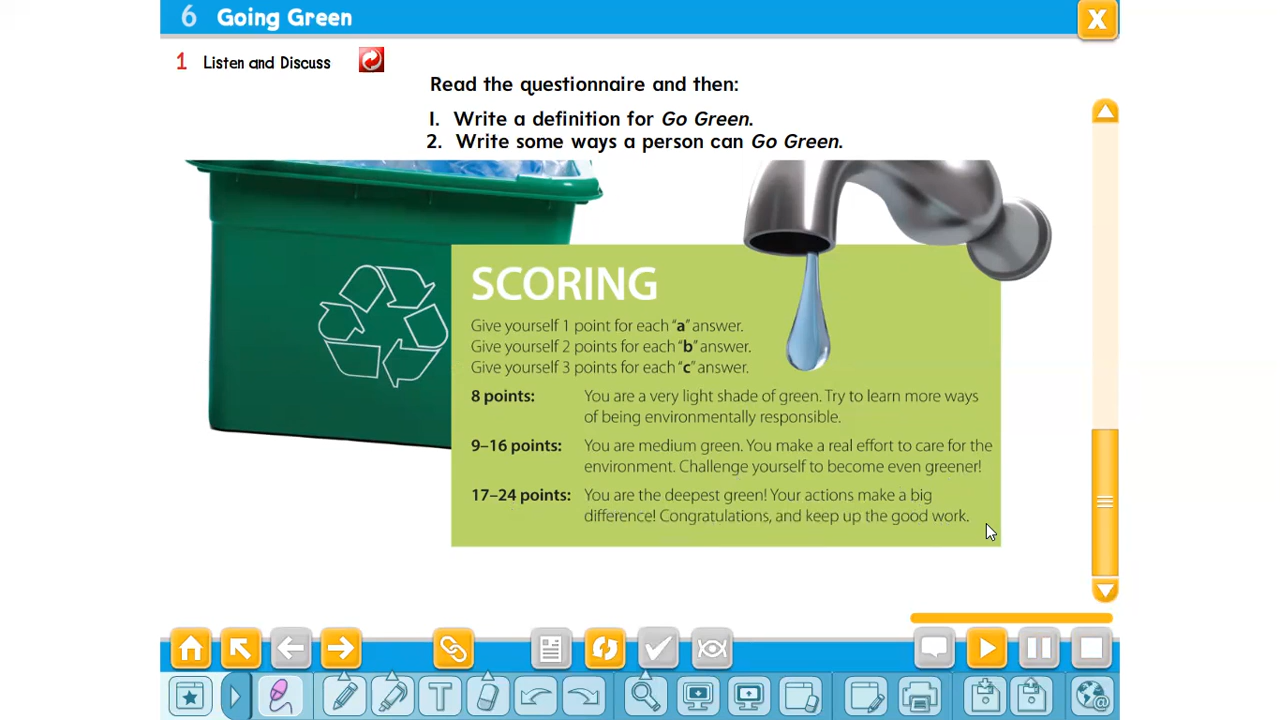 6 Going Green
X
1 Listen and Discuss
Read the questionnaire and then:
1. Write a definition for Go Green.
2. Write some ways a person can Go Green.
SCORING
Give yourself 1 point for each "a" answer.
Give yourself 2 points for each "b" answer.
Give yourself 3 points for each "c" answer.
8 points: You are a very light shade of green. Try to learn more ways
of being environmentally responsible.
9–16 points: You are medium green. You make a real effort to care for the
environment. Challenge yourself to become even greener!
17–24 points: You are the deepest green! Your actions make a big
difference! Congratulations, and keep up the good work.
T
@